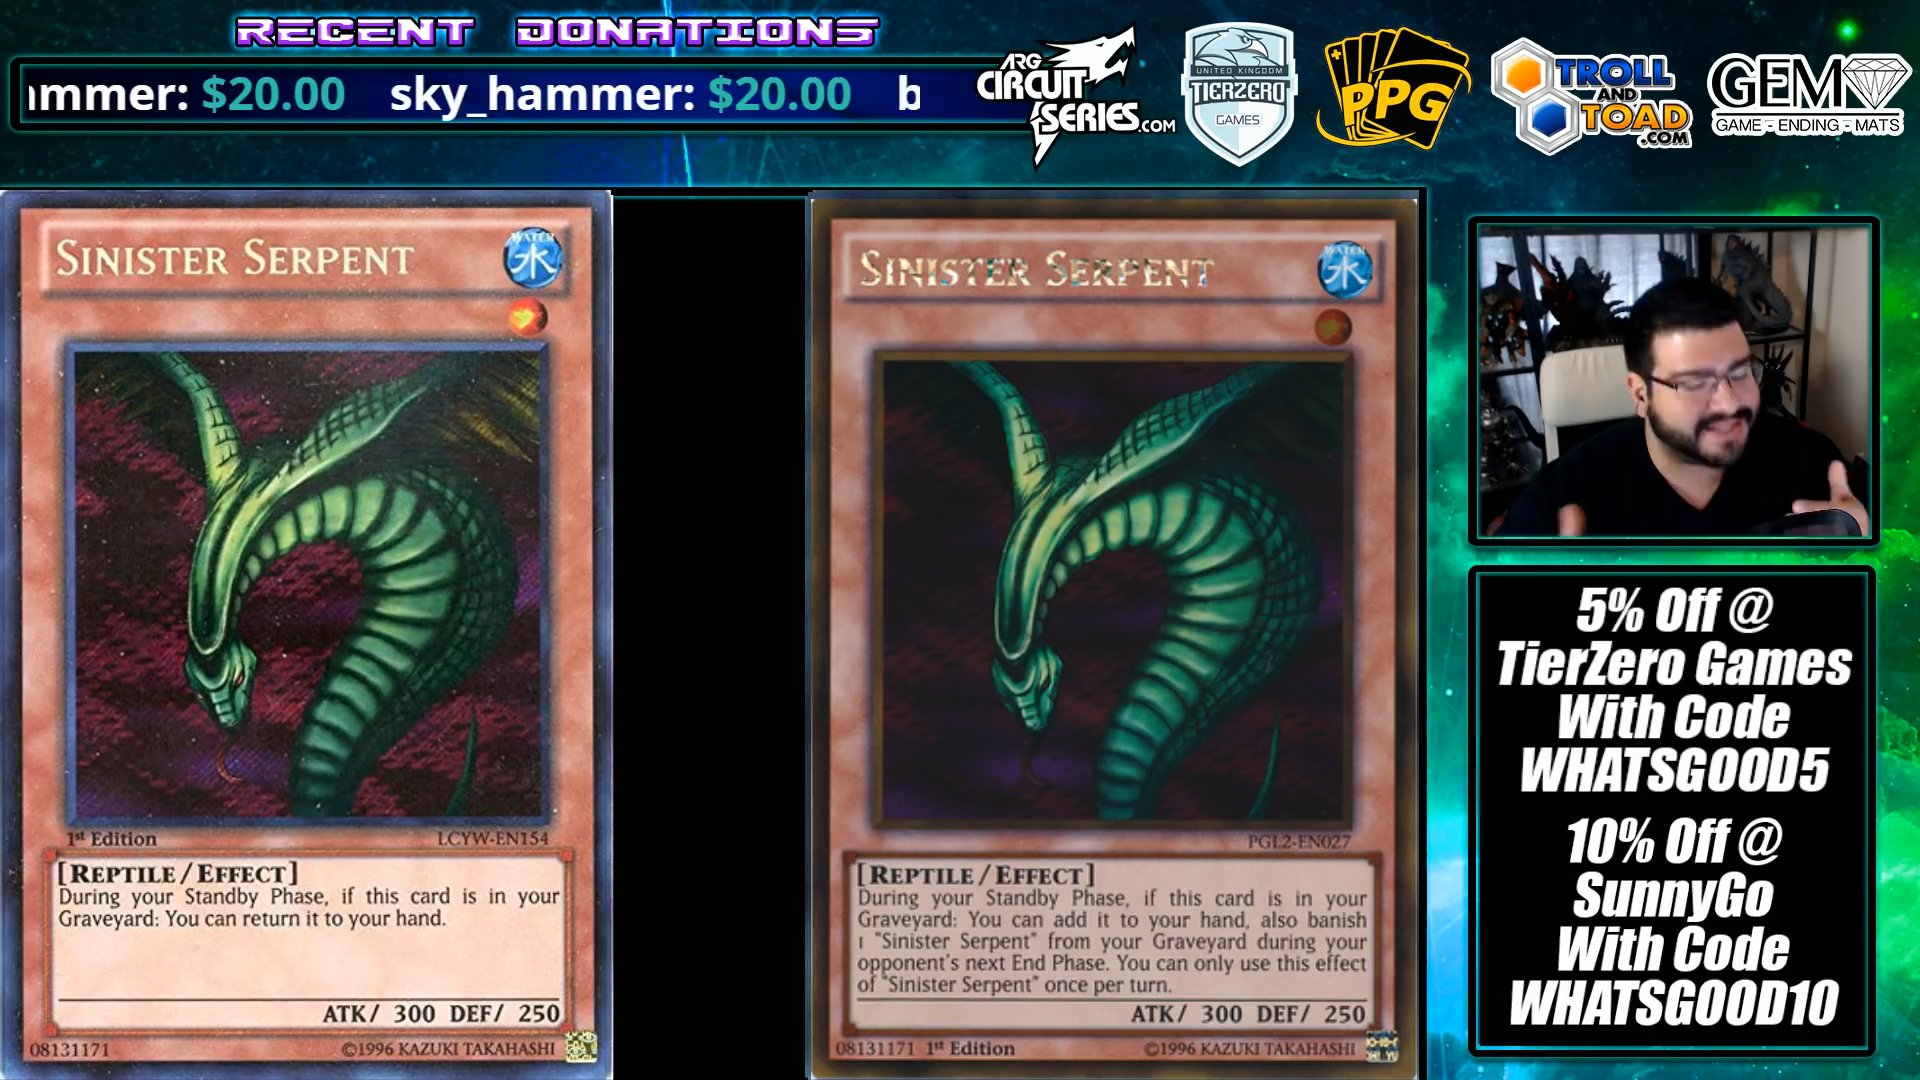 RECENT DONATIONS
mmer: $20.00 sky_hammer: $20.00 b
ARG
CIRCUIT
SERIES.COM
UNITED KINGDOM
TIERZERO
GAMES
PPG
TROLL
AND
TOAD
.COM
GEM
GAME - ENDING - MATS
SINISTER SERPENT
WATER
水
1st Edition LCYW-EN154
[REPTILE/EFFECT]
During your Standby Phase, if this card is in your
Graveyard: You can return it to your hand.
ATK/ 300 DEF/ 250
08131171 ©1996 KAZUKI TAKAHASHI
SINISTER SERPENT
WATER
水
PGL2-EN027
[REPTILE/EFFECT]
During your Standby Phase, if this card is in your
Graveyard: You can add it to your hand, also banish
1 "Sinister Serpent" from your Graveyard during your
opponent's next End Phase. You can only use this effect
of "Sinister Serpent" once per turn.
ATK/ 300 DEF/ 250
08131171 1st Edition ©1996 KAZUKI TAKAHASHI
5% Off @
TierZero Games
With Code
WHATSGOOD5
10% Off @
SunnyGo
With Code
WHATSGOOD10